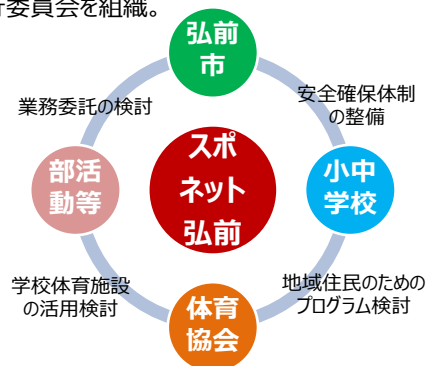 委員会を組織。
弘前
市
業務委託の検討
安全確保体制
の整備
部活
動等
スポ
ネット
弘前
小中
学校
学校体育施設
の活用検討
地域住民のための
プログラム検討
体育
協会